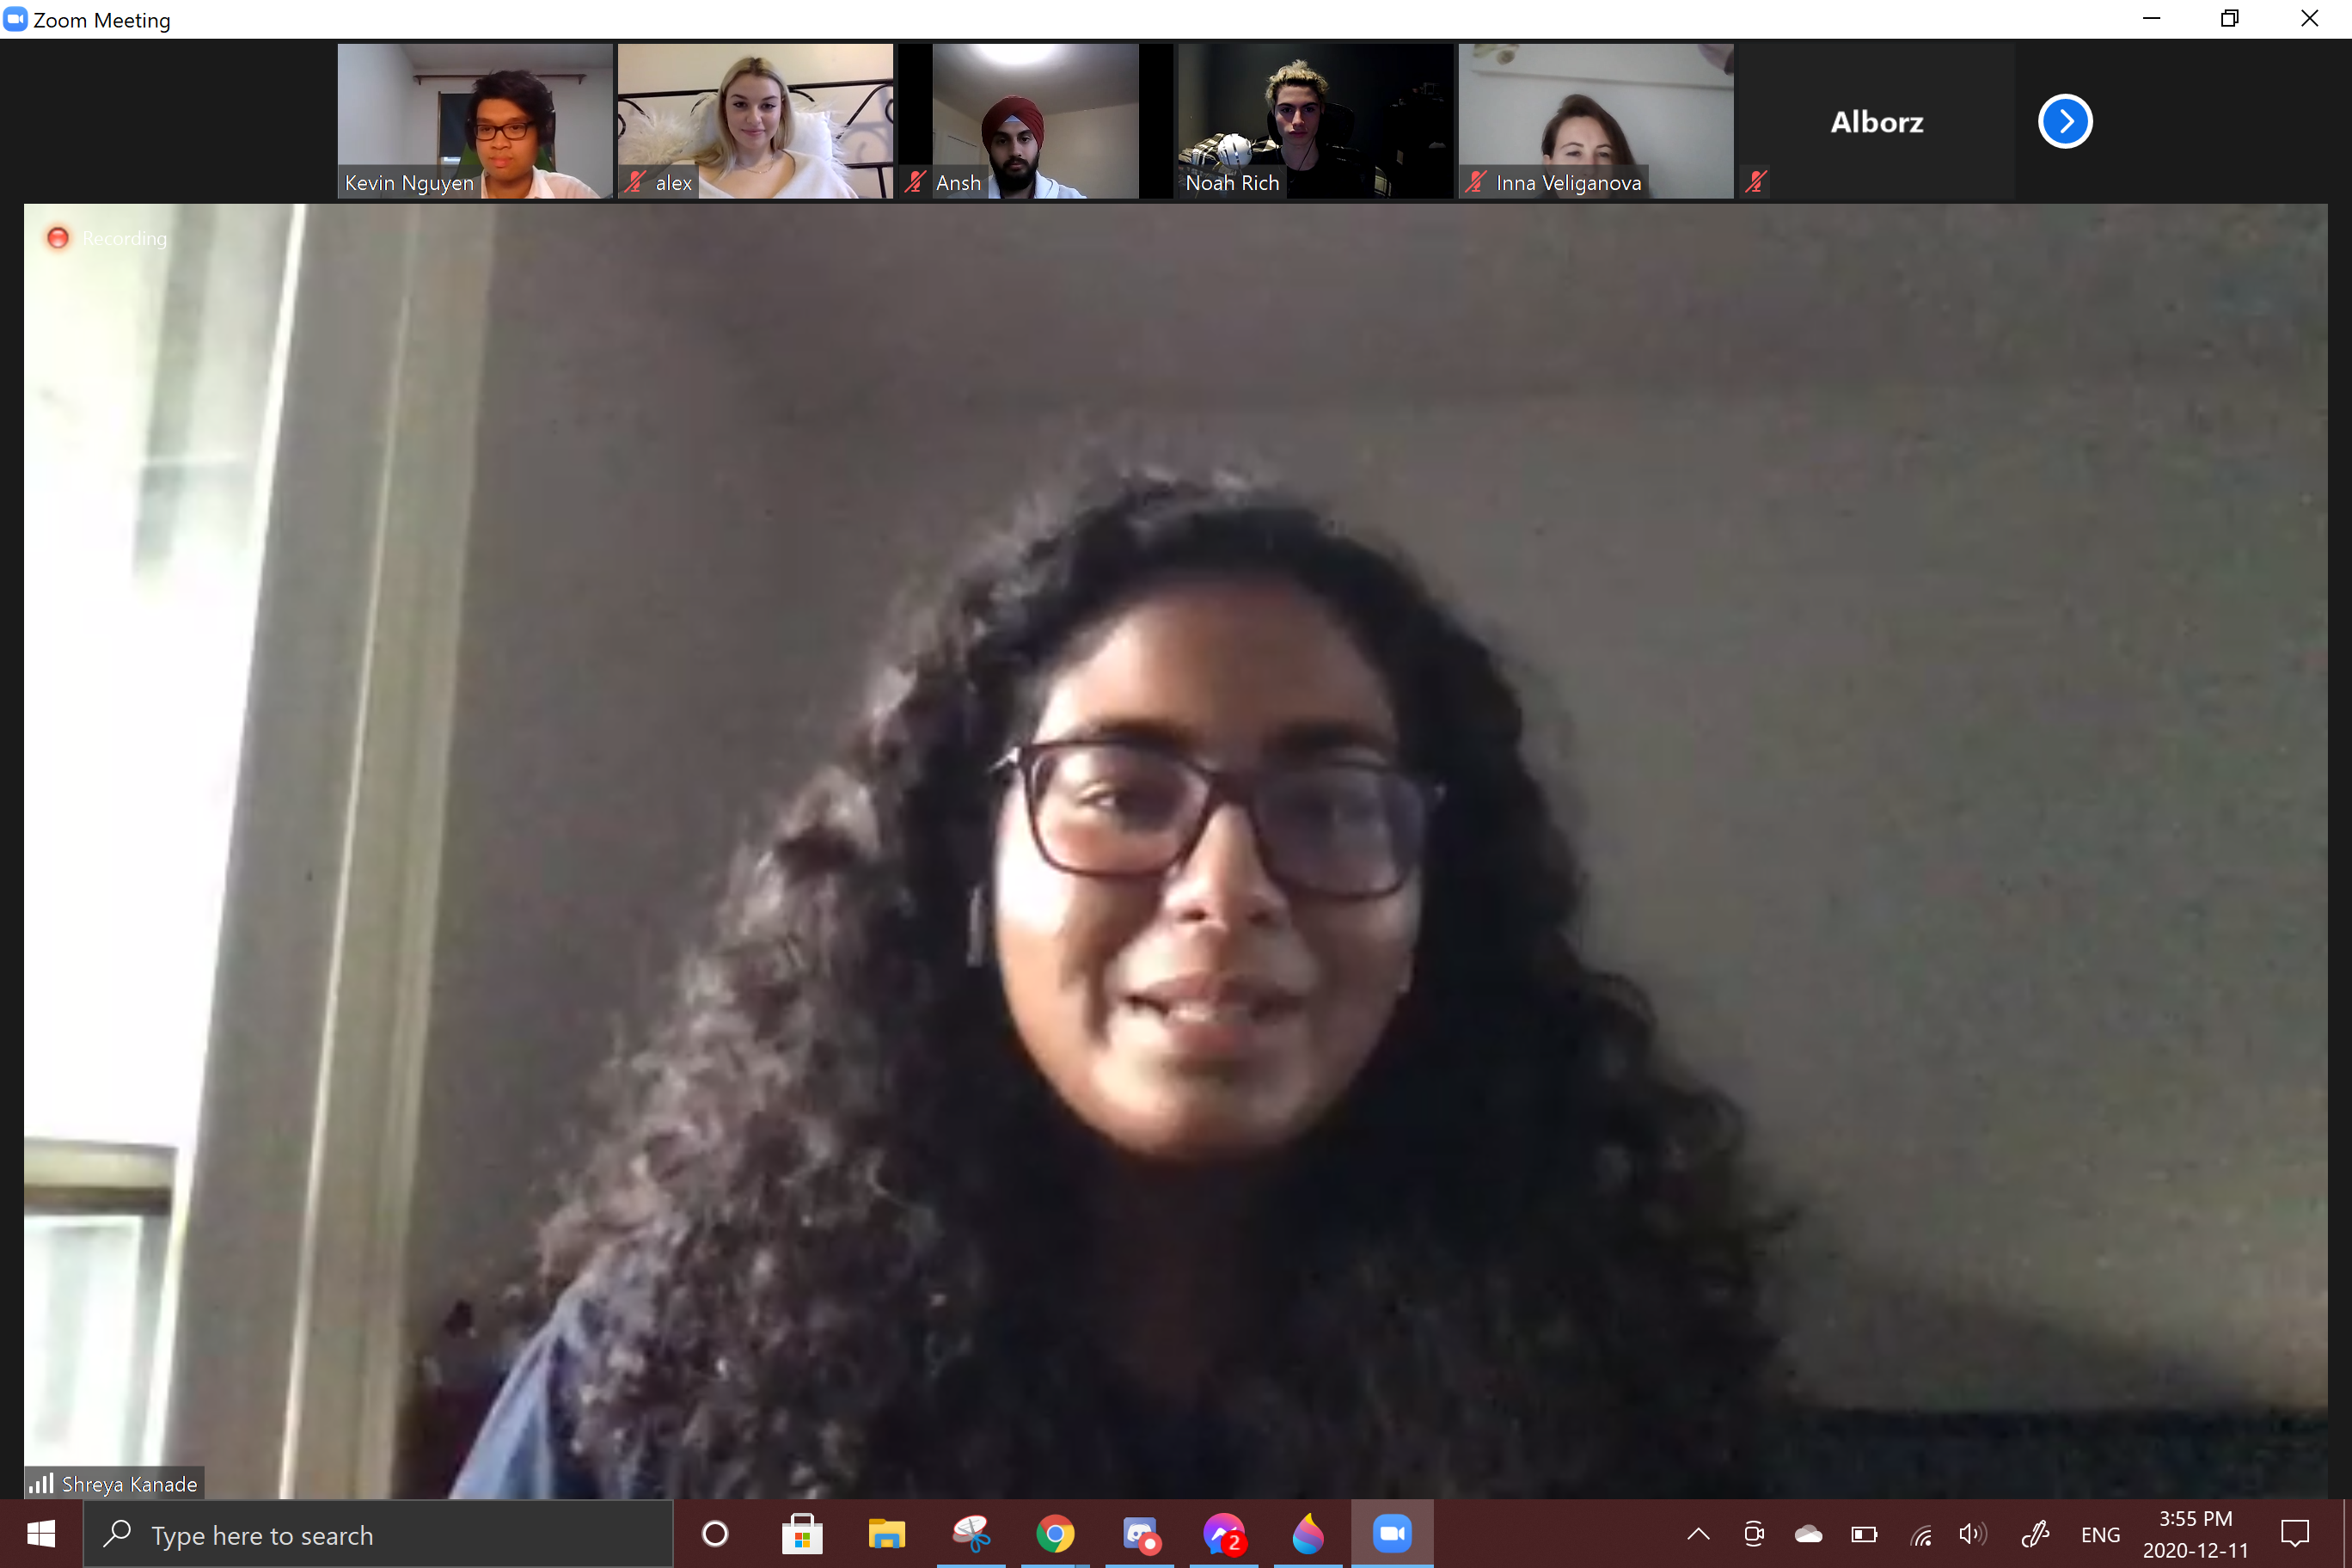 Zoom Meeting
Kevin Nguyen
alex
Ansh
Noah Rich
Inna Veliganova
Alborz
Recording
Shreya Kanade
Type here to search
2
ENG
3:55 PM
2020-12-11